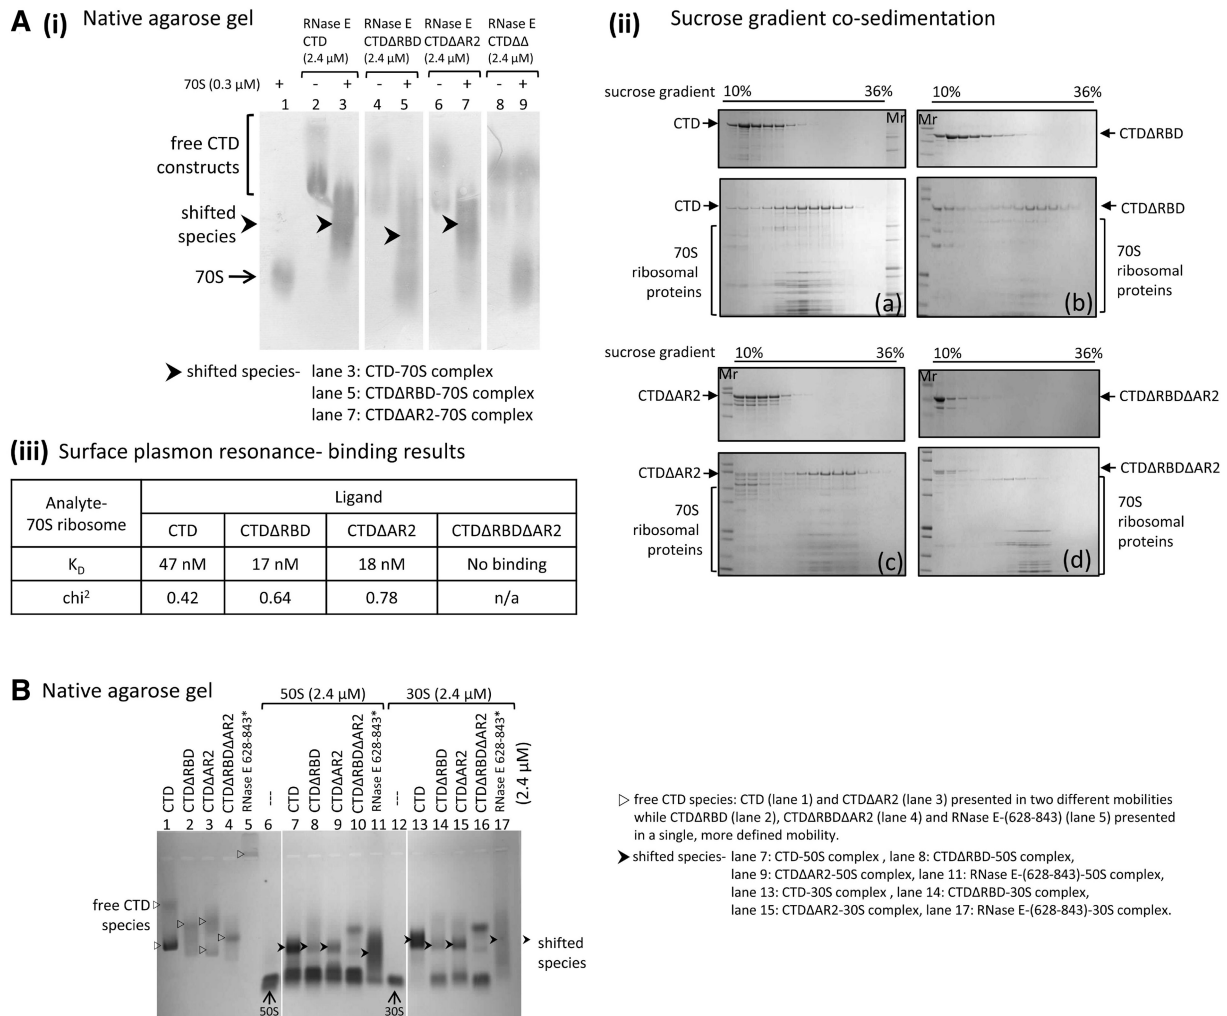 A (i) Native agarose gel
RNase E CTD (2.4 μM)
RNase E CTDΔRBD (2.4 μM)
RNase E CTDΔAR2 (2.4 μM)
RNase E CTDΔΔ (2.4 μM)
70S (0.3 μM) + - + - + - + - +
1 2 3 4 5 6 7 8 9
free CTD
constructs
shifted
species
70S
shifted species- lane 3: CTD-70S complex
lane 5: CTDΔRBD-70S complex
lane 7: CTDΔAR2-70S complex
(ii) Sucrose gradient co-sedimentation
sucrose gradient 10% 36% 10% 36%
CTD Mr Mr CTDΔRBD
CTD CTDΔRBD
70S
ribosomal
proteins
(a)
70S
ribosomal
proteins
(b)
sucrose gradient 10% 36% 10% 36%
Mr Mr
CTDΔAR2 CTDΔRBDΔAR2
CTDΔAR2 CTDΔRBDΔAR2
70S
ribosomal
proteins
(c)
70S
ribosomal
proteins
(d)
(iii) Surface plasmon resonance- binding results
Analyte-
70S ribosome
Ligand
CTD CTDΔRBD CTDΔAR2 CTDΔRBDΔAR2
KD 47 nM 17 nM 18 nM No binding
chi2 0.42 0.64 0.78 n/a
B Native agarose gel
50S (2.4 μM) 30S (2.4 μM)
CTD CTDΔRBD CTDΔAR2 CTDΔRBDΔAR2 RNase E 628-843* --- CTD CTDΔRBD CTDΔAR2 CTDΔRBDΔAR2 RNase E 628-843* --- CTD CTDΔRBD CTDΔAR2 CTDΔRBDΔAR2 RNase E 628-843* (2.4 μM)
1 2 3 4 5 6 7 8 9 10 11 12 13 14 15 16 17
free CTD
species
50S 30S
shifted
species
free CTD species: CTD (lane 1) and CTDΔAR2 (lane 3) presented in two different mobilities
while CTDΔRBD (lane 2), CTDΔRBDΔAR2 (lane 4) and RNase E-(628-843) (lane 5) presented
in a single, more defined mobility.
shifted species- lane 7: CTD-50S complex , lane 8: CTDΔRBD-50S complex,
lane 9: CTDΔAR2-50S complex, lane 11: RNase E-(628-843)-50S complex,
lane 13: CTD-30S complex , lane 14: CTDΔRBD-30S complex,
lane 15: CTDΔAR2-30S complex, lane 17: RNase E-(628-843)-30S complex.